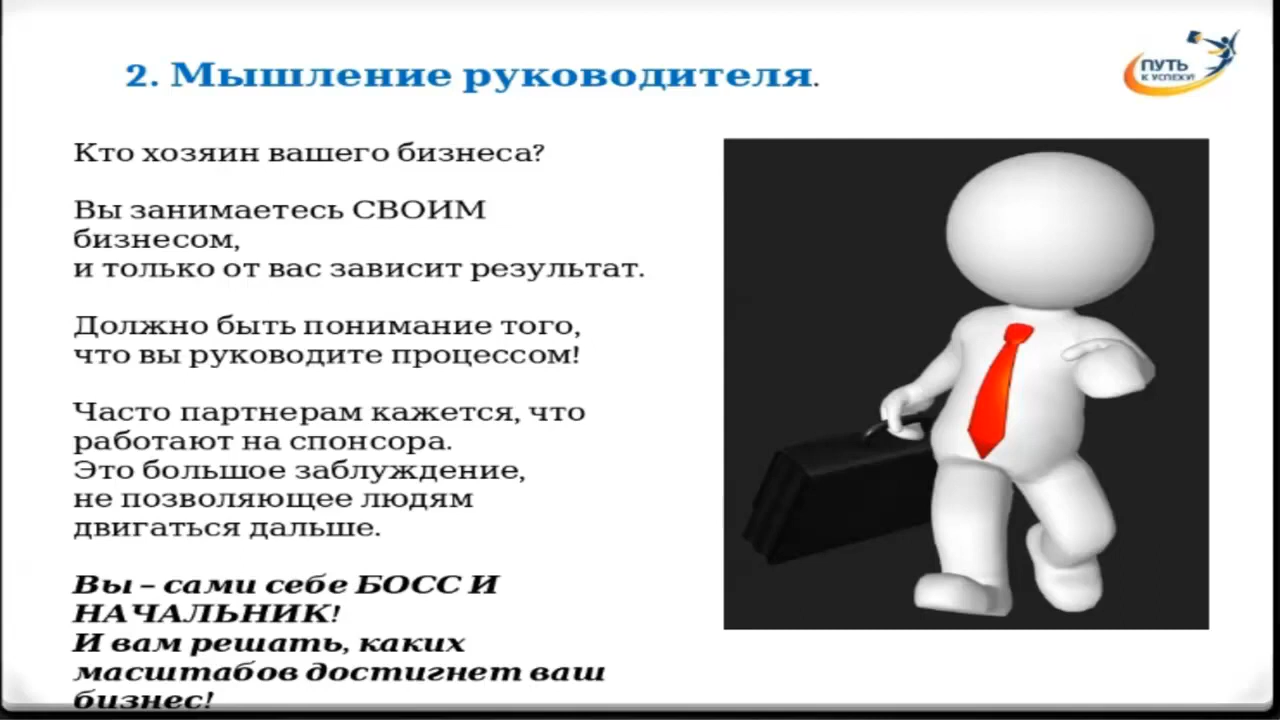 2. Мышление руководителя.
ПУТЬ
К УСПЕХУ!
Кто хозяин вашего бизнеса?
Вы занимаетесь СВОИМ
бизнесом,
и только от вас зависит результат.
Должно быть понимание того,
что вы руководите процессом!
Часто партнерам кажется, что
работают на спонсора.
Это большое заблуждение,
не позволяющее людям
двигаться дальше.
Вы – сами себе БОСС И
НАЧАЛЬНИК!
И вам решать, каких
масштабов достигнет ваш
бизнес!